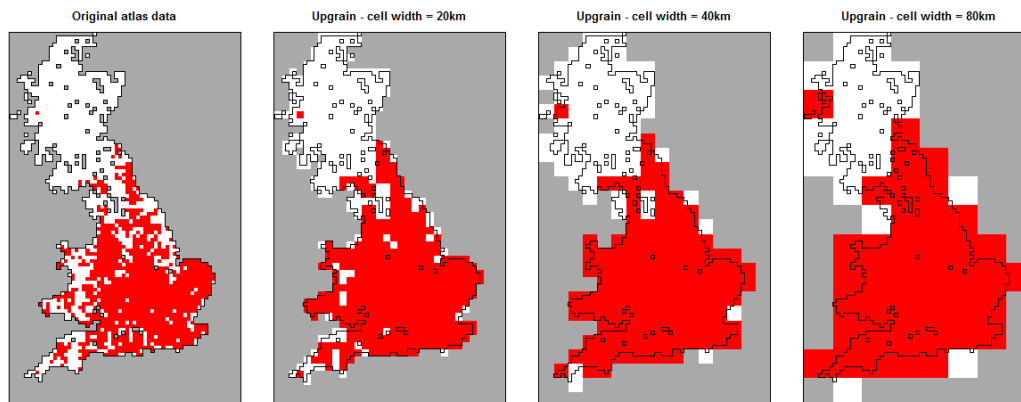 Original atlas data
Upgrain - cell width = 20km
Upgrain - cell width = 40km
Upgrain - cell width = 80km